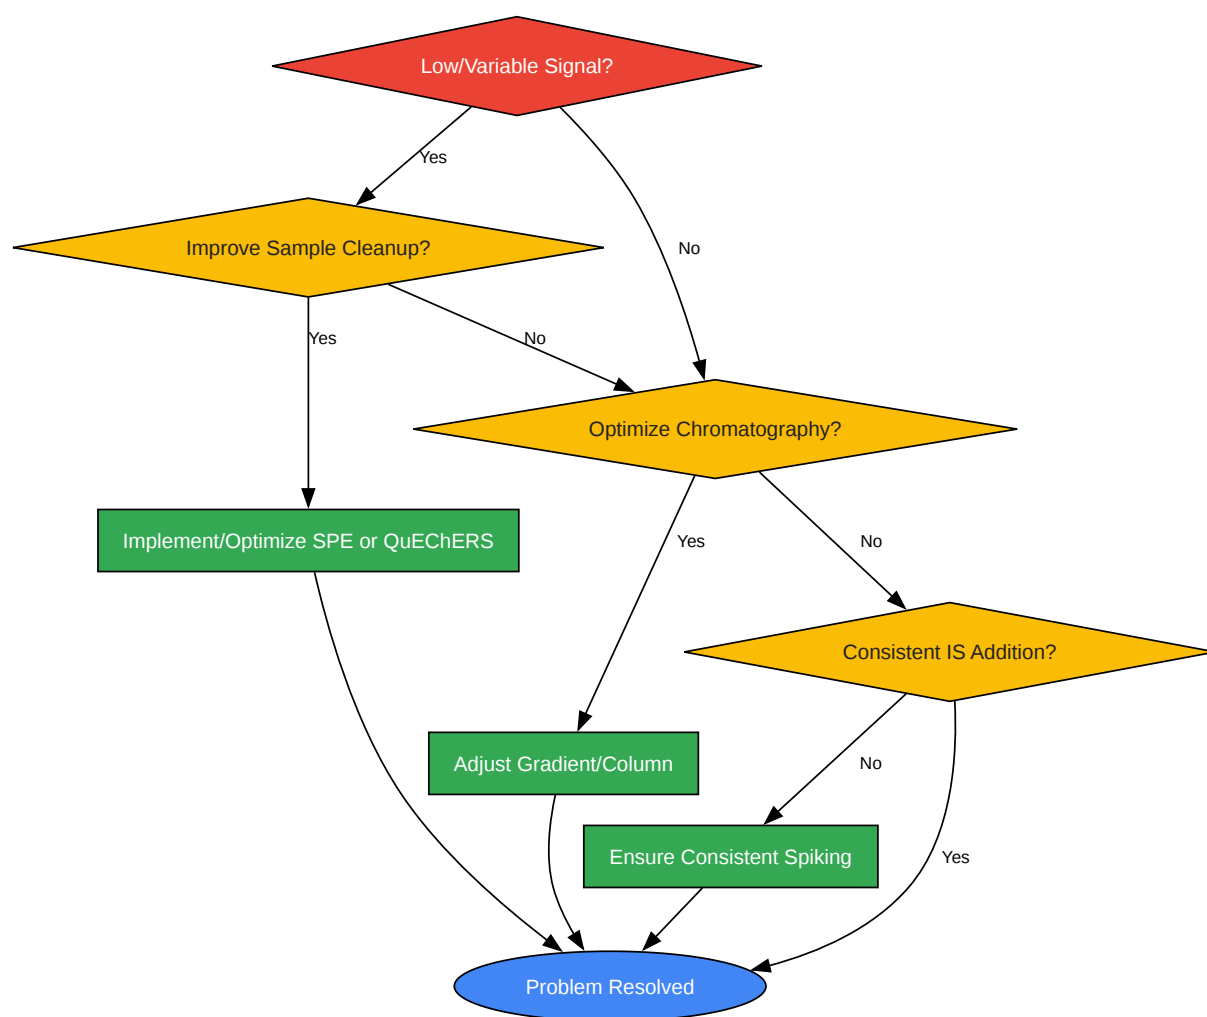 Low/Variable Signal?
Yes
Improve Sample Cleanup?
No
Yes
No
Optimize Chromatography?
Implement/Optimize SPE or QuEChERS
Yes
No
Consistent IS Addition?
Adjust Gradient/Column
No
Ensure Consistent Spiking
Yes
Problem Resolved